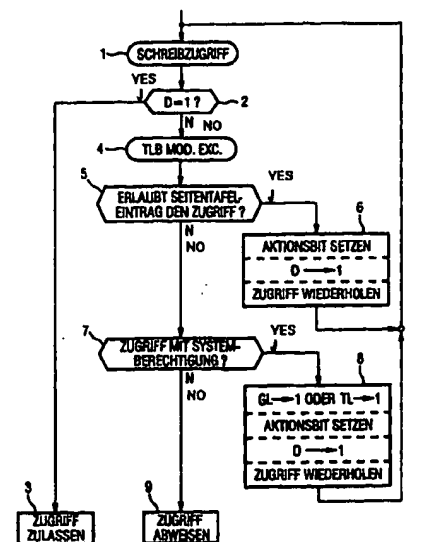 1
SCHREIBZUGRIFF
YES
D=1 ?
2
N NO
4
TLB MOD. EXC.
5
YES
ERLAUBT SEITENTAFEL-
EINTRAG DEN ZUGRIFF ?
N
NO
6
AKTIONSBIT SETZEN
D → 1
ZUGRIFF WIEDERHOLEN
7
YES
ZUGRIFF MIT SYSTEM-
BERECHTIGUNG ?
N
NO
8
GL→1 ODER TL→1
AKTIONSBIT SETZEN
D → 1
ZUGRIFF WIEDERHOLEN
3
ZUGRIFF
ZULASSEN
9
ZUGRIFF
ABWEISEN